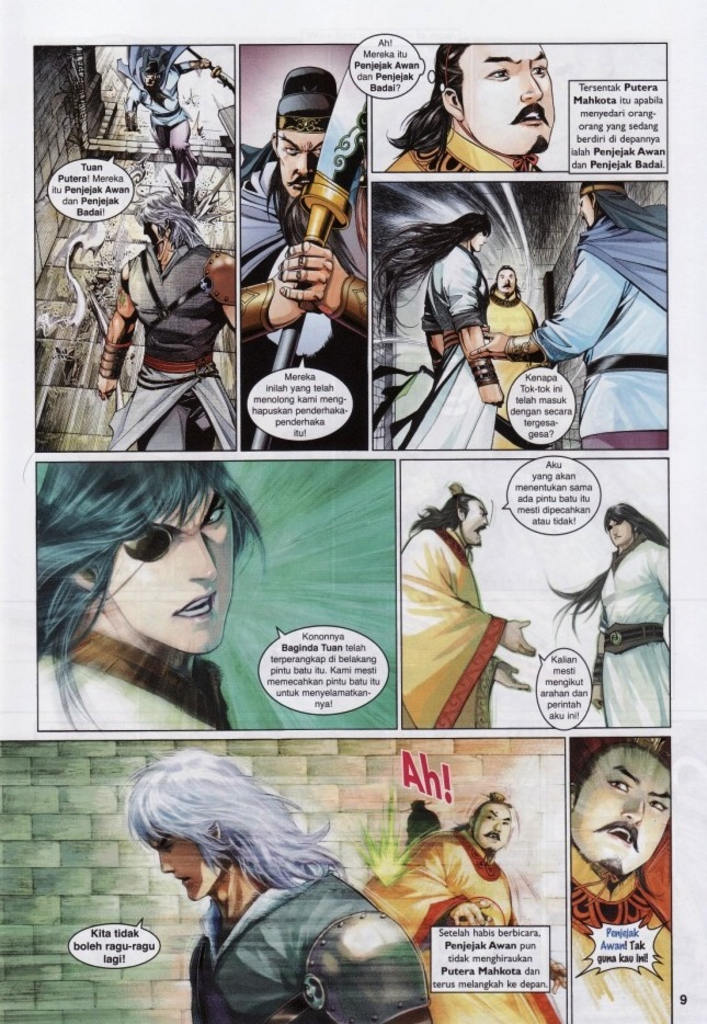 Tuan
Putera! Mereka
itu Penjejak Awan
dan Penjejak
Badai!
Mereka
inilah yang telah
menolong kami meng-
hapuskan penderhaka-
penderhaka
itu!
Ah!
Mereka itu
Penjejak Awan
dan Penjejak
Badai?
Tersentak Putera
Mahkota itu apabila
menyedari orang-
orang yang sedang
berdiri di depannya
ialah Penjejak Awan
dan Penjejak Badai.
Kenapa
Tok-tok ini
telah masuk
dengan secara
tergesa-
gesa?
Kononnya
Baginda Tuan telah
terperangkap di belakang
pintu batu itu. Kami mesti
memecahkan pintu batu itu
untuk menyelamatkan-
nya!
Aku
yang akan
menentukan sama
ada pintu batu itu
mesti dipecahkan
atau tidak!
Kalian
mesti
mengikut
arahan dan
perintah
aku ini!
Kita tidak
boleh ragu-ragu
lagi!
Ah!
Setelah habis berbicara,
Penjejak Awan pun
tidak menghiraukan
Putera Mahkota dan
terus melangkah ke depan.
Penjejak
Awan! Tak
guna kau ini!
9